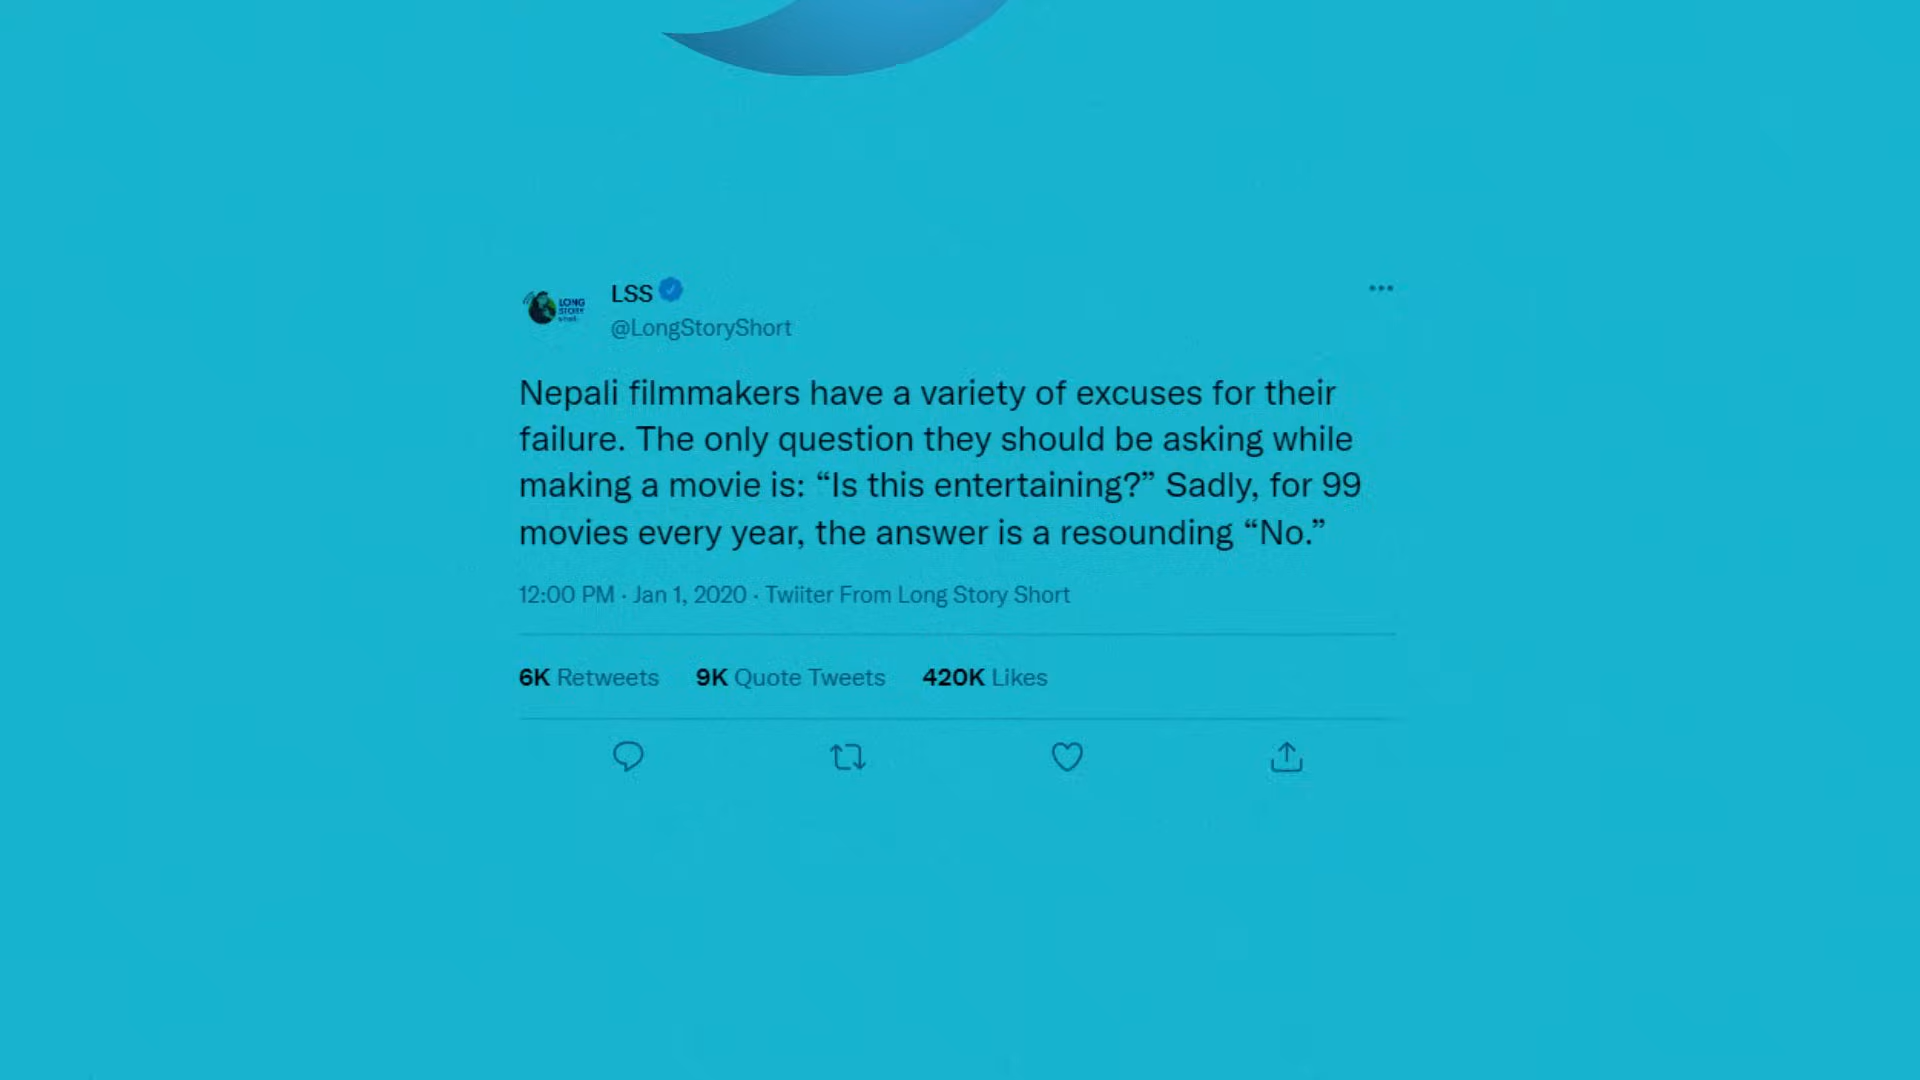 LSS
LONG
STORY
@LongStoryShort
Nepali filmmakers have a variety of excuses for their
failure. The only question they should be asking while
making a movie is: “Is this entertaining?” Sadly, for 99
movies every year, the answer is a resounding “No.”
12:00 PM · Jan 1, 2020 · Twiiter From Long Story Short
6K Retweets 9K Quote Tweets 420K Likes